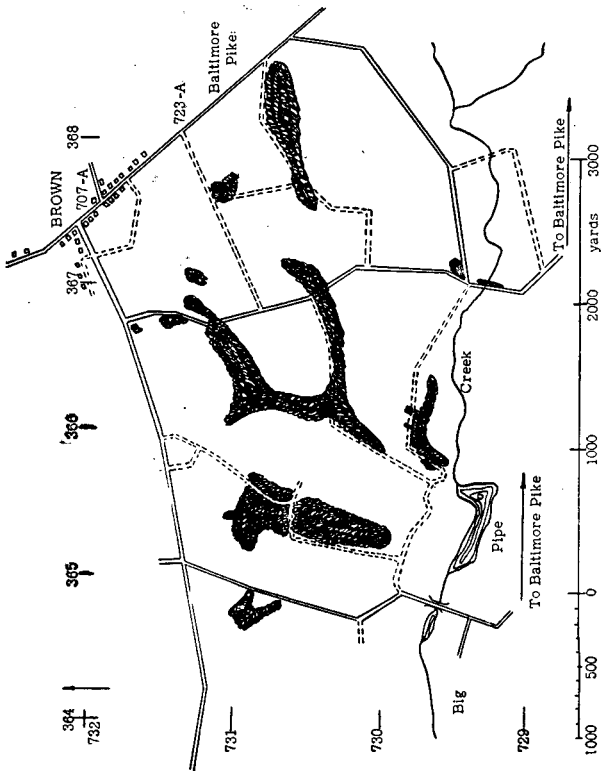 BROWN
707-A
723-A
Baltimore
Pike:
364
365
366
367
368
732
731
730
729
Big
Pipe
Creek
To Baltimore Pike
To Baltimore Pike
1000
500
0
1000
2000
3000
yards